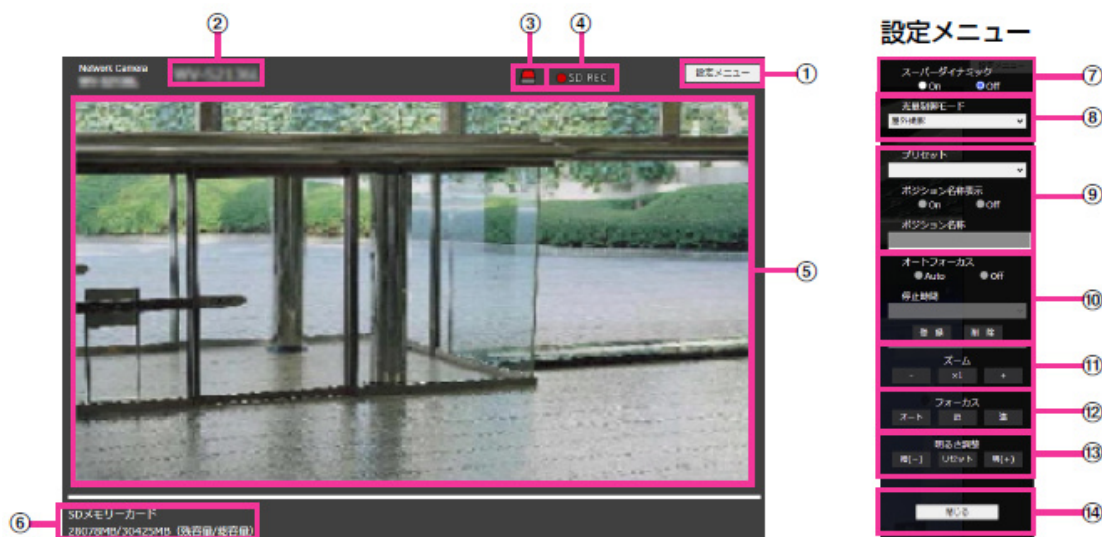 ②
③
④
設定メニュー
Network Camera
SD REC
設定メニュー
①
スーパーダイナミック
On Off
⑦
光量制御モード
屋外撮影
⑧
プリセット
ポジション名称表示
On Off
ポジション名称
⑨
⑤
オートフォーカス
Auto Off
停止時間
登録 削除
⑩
ズーム
- x1 +
⑪
フォーカス
オート 近 遠
⑫
明るさ調整
暗(-) リセット 明(+)
⑬
⑥
SDメモリーカード
28078MB/30425MB (残容量/総容量)
閉じる
⑭